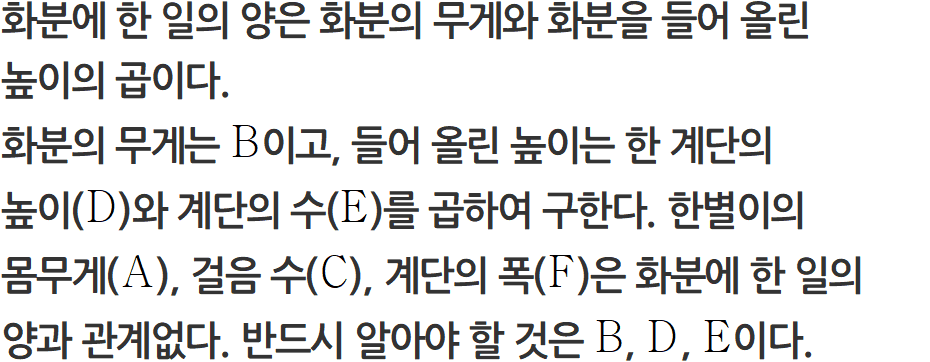 화분에 한 일의 양은 화분의 무게와 화분을 들어 올린
높이의 곱이다.
화분의 무게는 B이고, 들어 올린 높이는 한 계단의
높이(D)와 계단의 수(E)를 곱하여 구한다. 한별이의
몸무게(A), 걸음 수(C), 계단의 폭(F)은 화분에 한 일의
양과 관계없다. 반드시 알아야 할 것은 B, D, E이다.